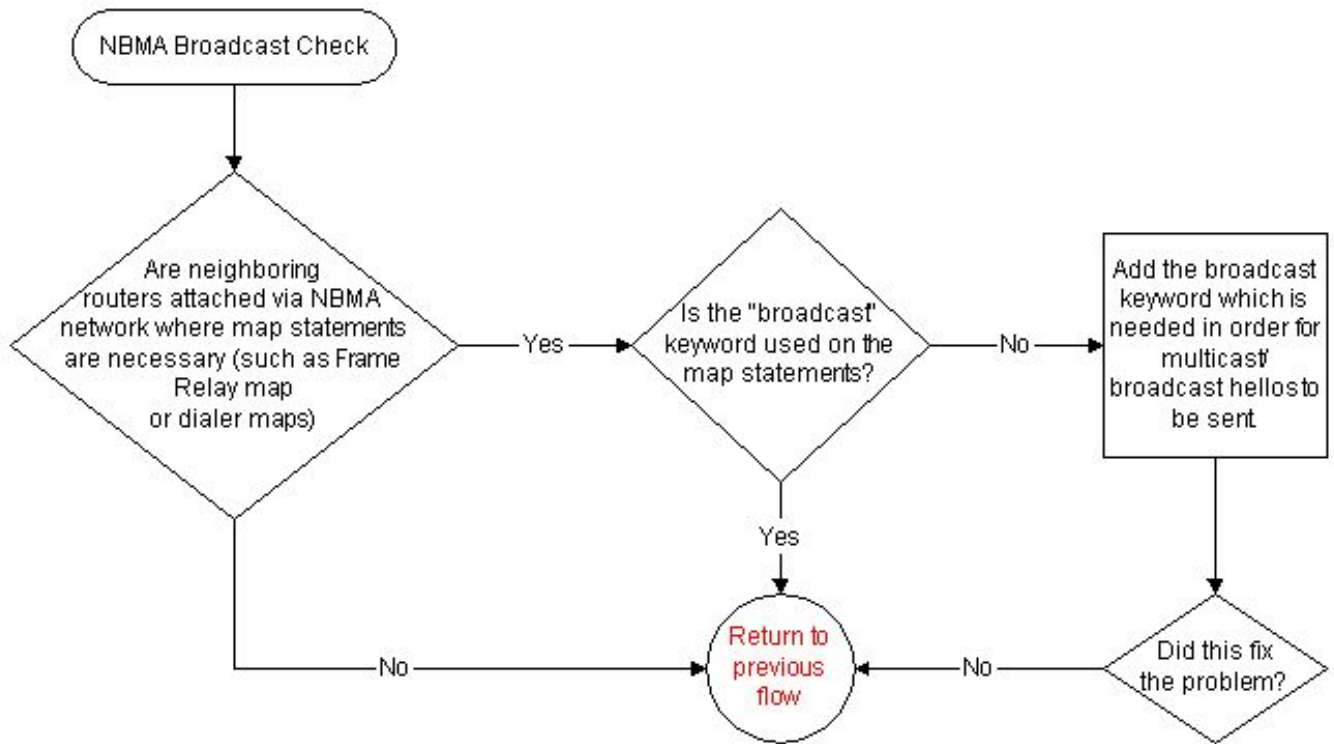 NBMA Broadcast Check
Are neighboring
routers attached via NBMA
network where map statements
are necessary (such as Frame
Relay map
or dialer maps)
Yes
Is the "broadcast"
keyword used on the
map statements?
No
Add the broadcast
keyword which is
needed in order for
multicast/
broadcast hellos to
be sent.
Yes
No
Return to
previous
flow
No
Did this fix
the problem?